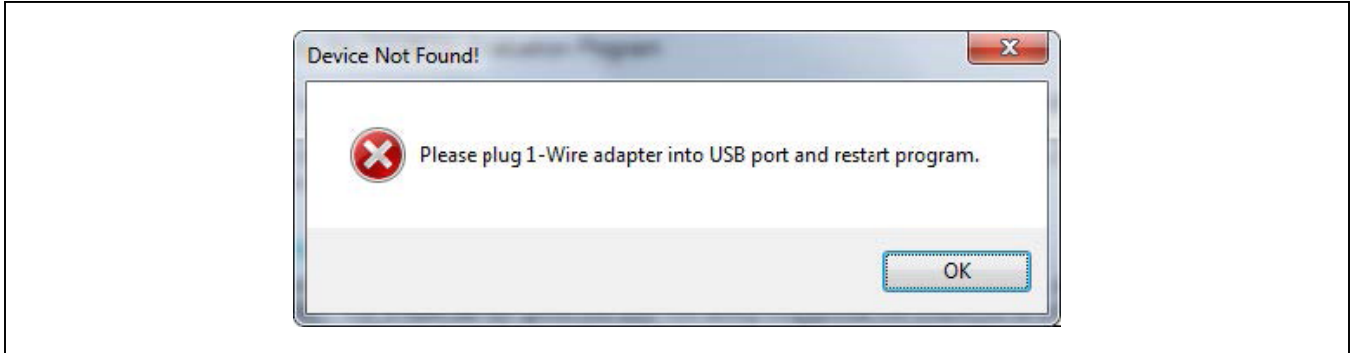 Device Not Found!
Please plug 1-Wire adapter into USB port and restart program.
OK